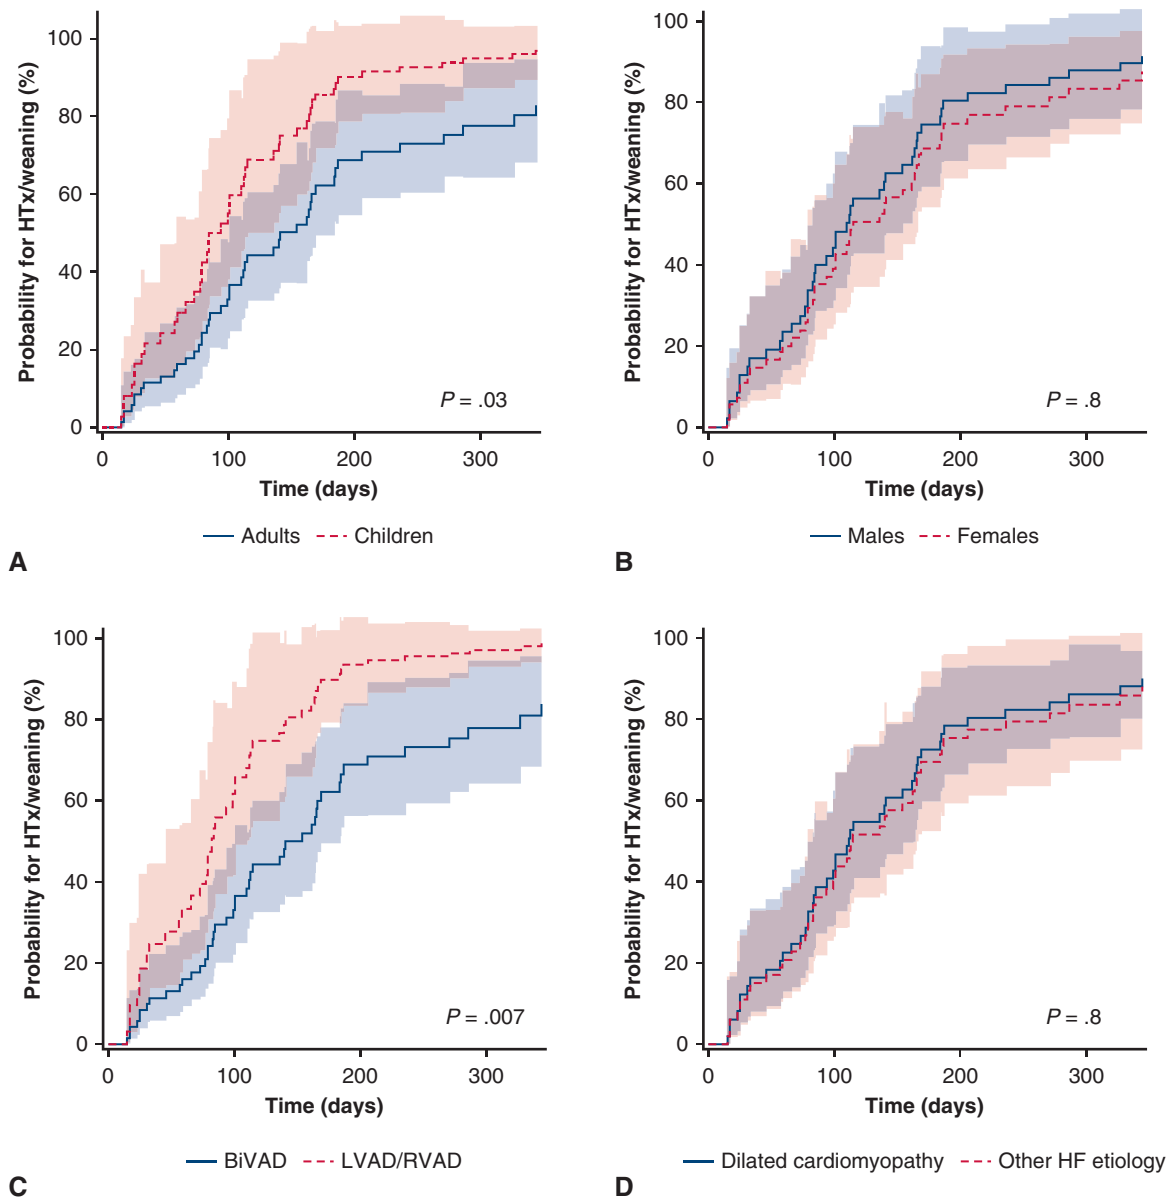 Probability for HTx/weaning (%)
100
80
60
40
20
0
P = .03
0 100 200 300
Time (days)
Adults Children
A
Probability for HTx/weaning (%)
100
80
60
40
20
0
P = .8
0 100 200 300
Time (days)
Males Females
B
Probability for HTx/weaning (%)
100
80
60
40
20
0
P = .007
0 100 200 300
Time (days)
BiVAD LVAD/RVAD
C
Probability for HTx/weaning (%)
100
80
60
40
20
0
P = .8
0 100 200 300
Time (days)
Dilated cardiomyopathy Other HF etiology
D